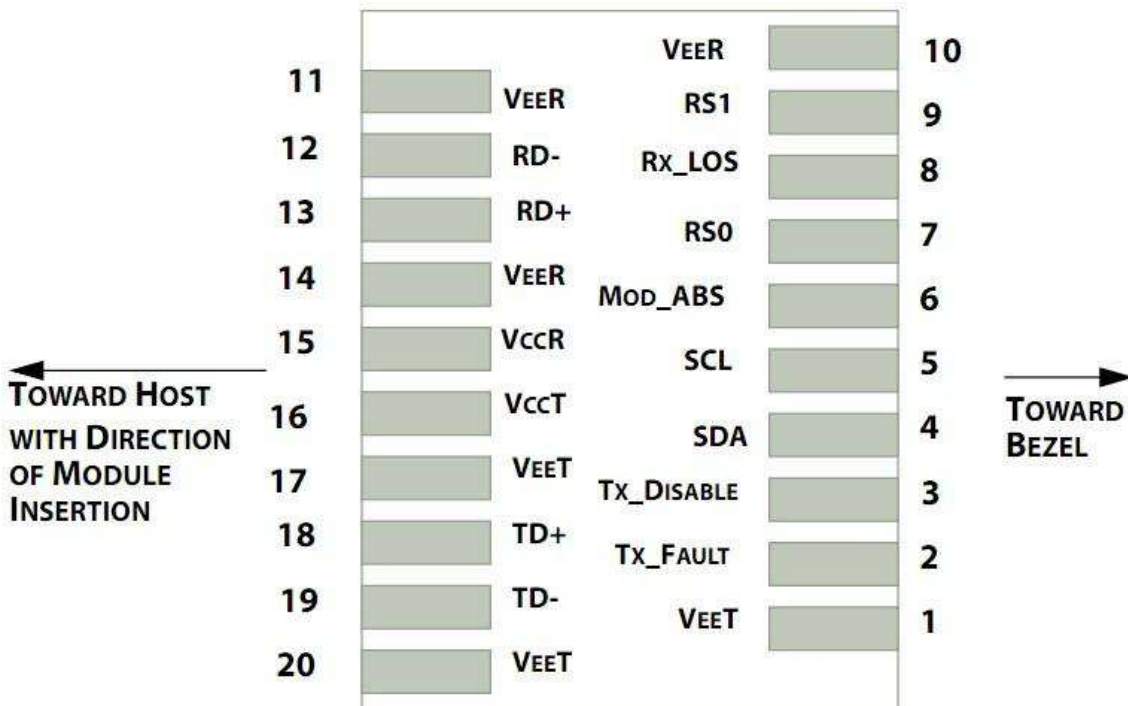 VEER 10
11 VEER
RS1 9
12 RD-
Rx_LOS 8
13 RD+
RS0 7
14 VEER
MOD_ABS 6
15 VCCR
SCL 5
TOWARD HOST
WITH DIRECTION
OF MODULE
INSERTION
16 VCCT
SDA 4
TOWARD
BEZEL
17 VEET
TX_DISABLE 3
18 TD+
TX_FAULT 2
19 TD-
VEET 1
20 VEET